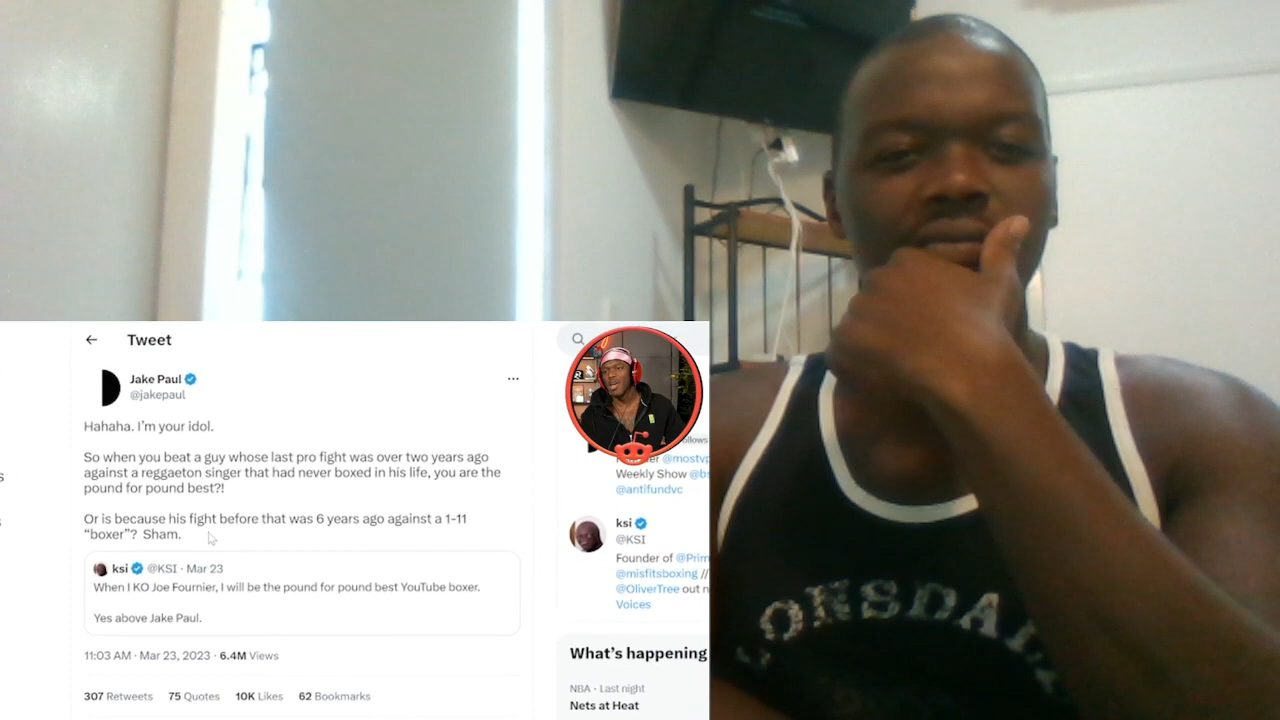 Tweet
Jake Paul
@jakepaul
Hahaha. I'm your idol.
So when you beat a guy whose last pro fight was over two years ago
against a reggaeton singer that had never boxed in his life, you are the
pound for pound best?!
Or is because his fight before that was 6 years ago against a 1-11
“boxer”? Sham.
ksi @KSI · Mar 23
When I KO Joe Fournier, I will be the pound for pound best YouTube boxer.
Yes above Jake Paul.
11:03 AM · Mar 23, 2023 · 6.4M Views
307 Retweets 75 Quotes 10K Likes 62 Bookmarks
@mostvp
Weekly Show @b
@antifundvc
ksi
@KSI
Founder of @Prim
@misfitsboxing //
@OliverTree out n
Voices
What's happening
NBA · Last night
Nets at Heat
LONSDAL